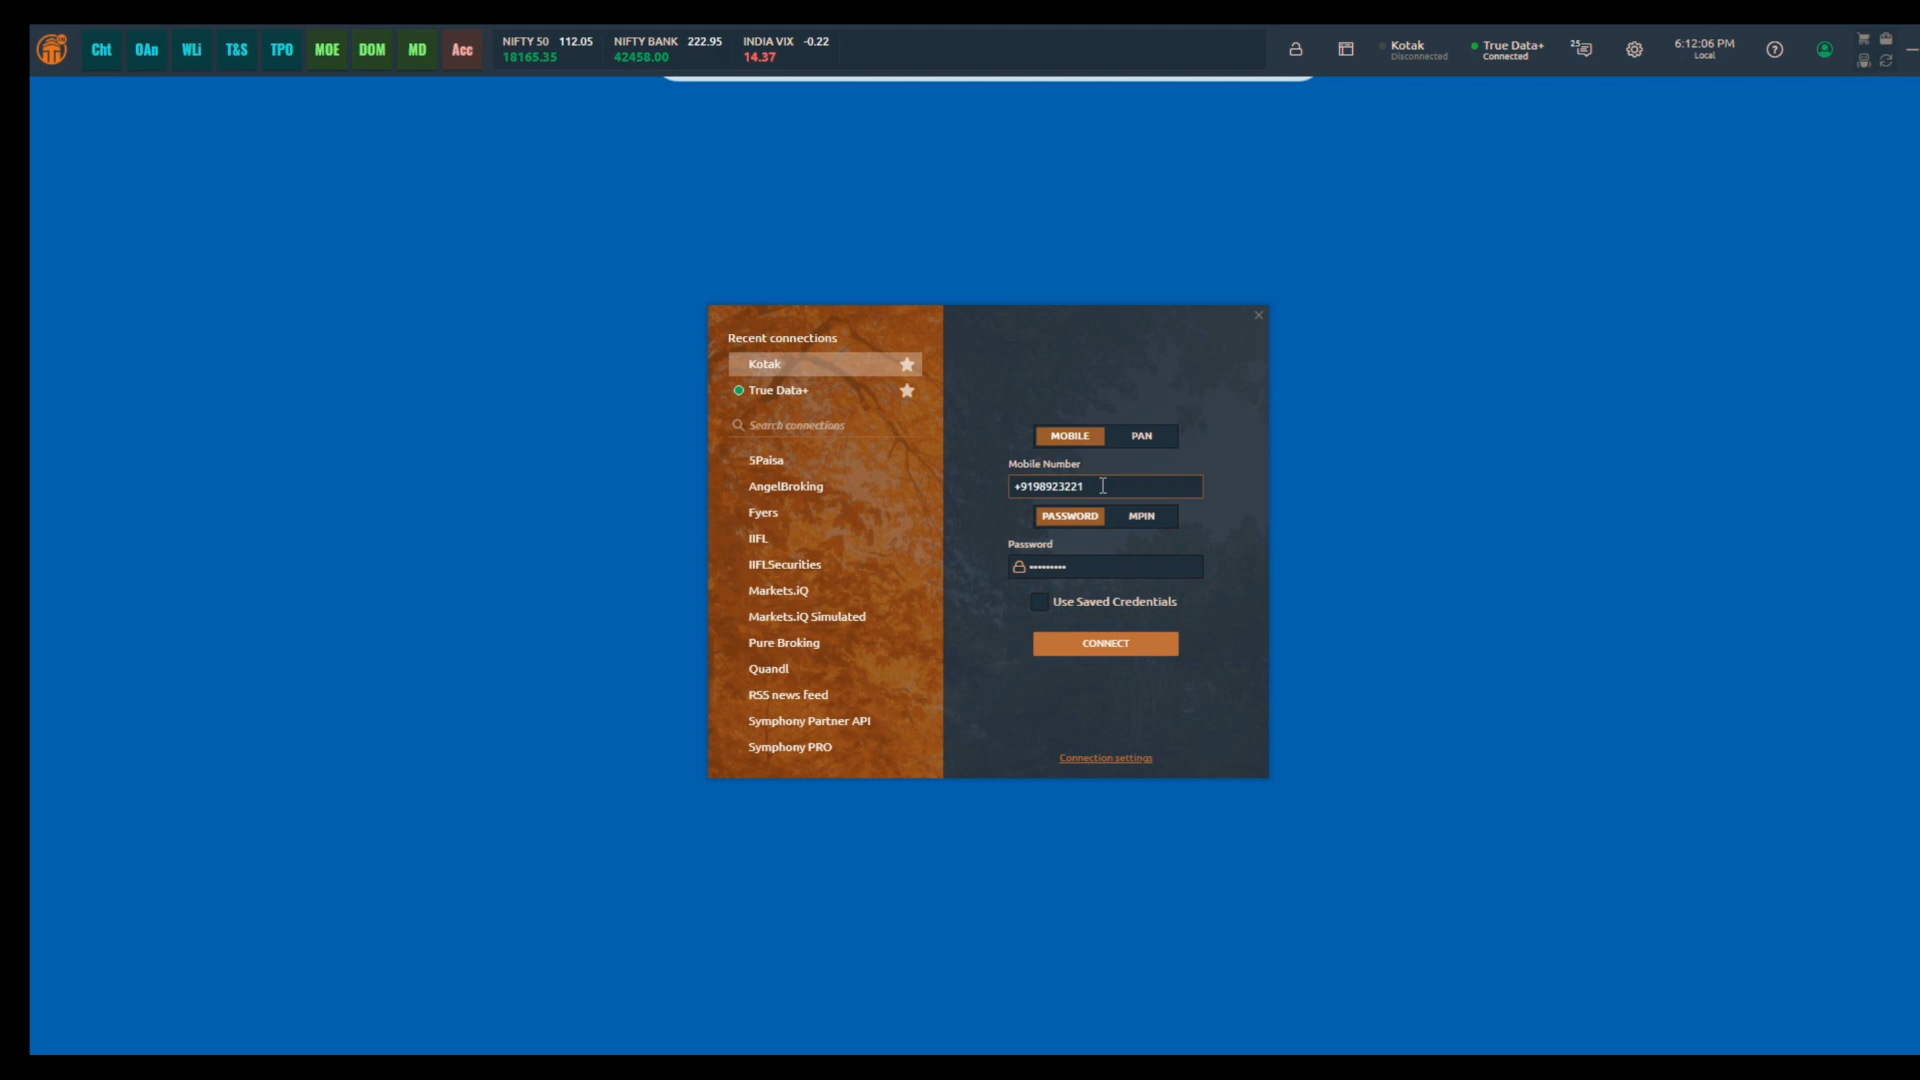 Cht OAn WLi T&S TPO MOE DOM MD Acc
NIFTY 50 112.05 NIFTY BANK 222.95 INDIA VIX -0.22
18165.35 42458.00 14.37
Kotak
Disconnected
True Data+
Connected
25
6:12:06 PM
Local
Recent connections
Kotak
True Data+
Search connections
5Paisa
AngelBroking
Fyers
IIFL
IIFLSecurities
Markets.iQ
Markets.iQ Simulated
Pure Broking
Quandl
RSS news feed
Symphony Partner API
Symphony PRO
MOBILE PAN
Mobile Number
+9198923221
PASSWORD MPIN
Password
•••••••••
Use Saved Credentials
CONNECT
Connection settings